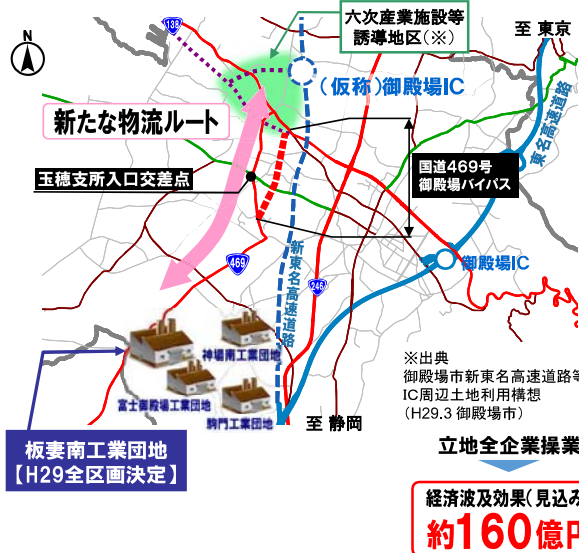 138
六次産業施設等
誘導地区(※)
至 東京
N
(仮称)御殿場IC
新たな物流ルート
東名高速道路
玉穂支所入口交差点
国道469号
御殿場バイパス
新東名高速道路
469
246
御殿場IC
神場南工業団地
富士御殿場工業団地
駒門工業団地
至 静岡
※出典
御殿場市新東名高速道路等
IC周辺土地利用構想
(H29.3 御殿場市)
板妻南工業団地
【H29全区画決定】
立地全企業操業
経済波及効果(見込み
約160億円